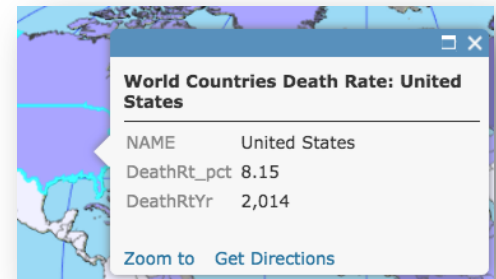 World Countries Death Rate: United
States
NAME United States
DeathRt_pct 8.15
DeathRtYr 2,014
Zoom to Get Directions